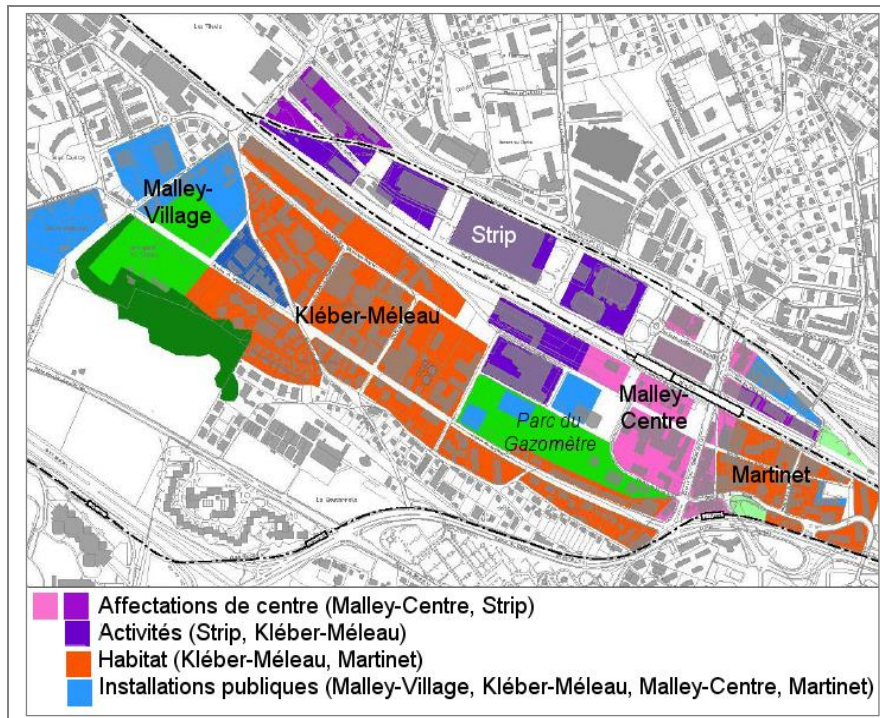 Malley-
Village
Strip
Kléber-Méleau
Malley-
Centre
Parc du
Gazomètre
Martinet
Affectations de centre (Malley-Centre, Strip)
Activités (Strip, Kléber-Méleau)
Habitat (Kléber-Méleau, Martinet)
Installations publiques (Malley-Village, Kléber-Méleau, Malley-Centre, Martinet)